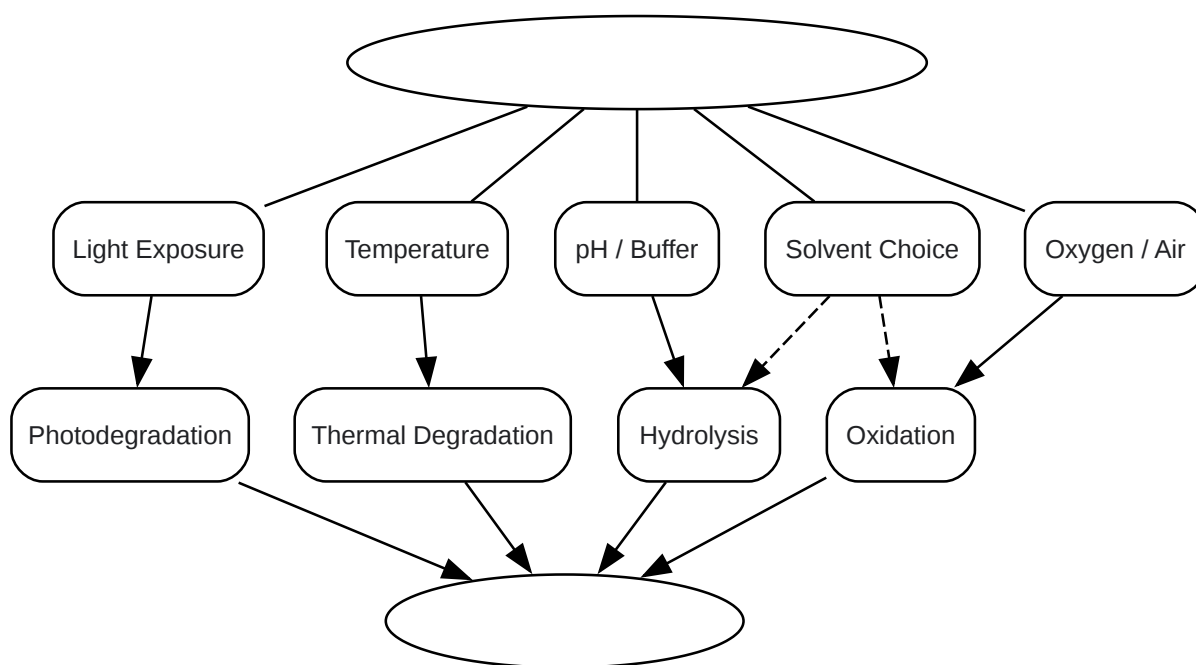 Light Exposure
Temperature
pH / Buffer
Solvent Choice
Oxygen / Air
Photodegradation
Thermal Degradation
Hydrolysis
Oxidation